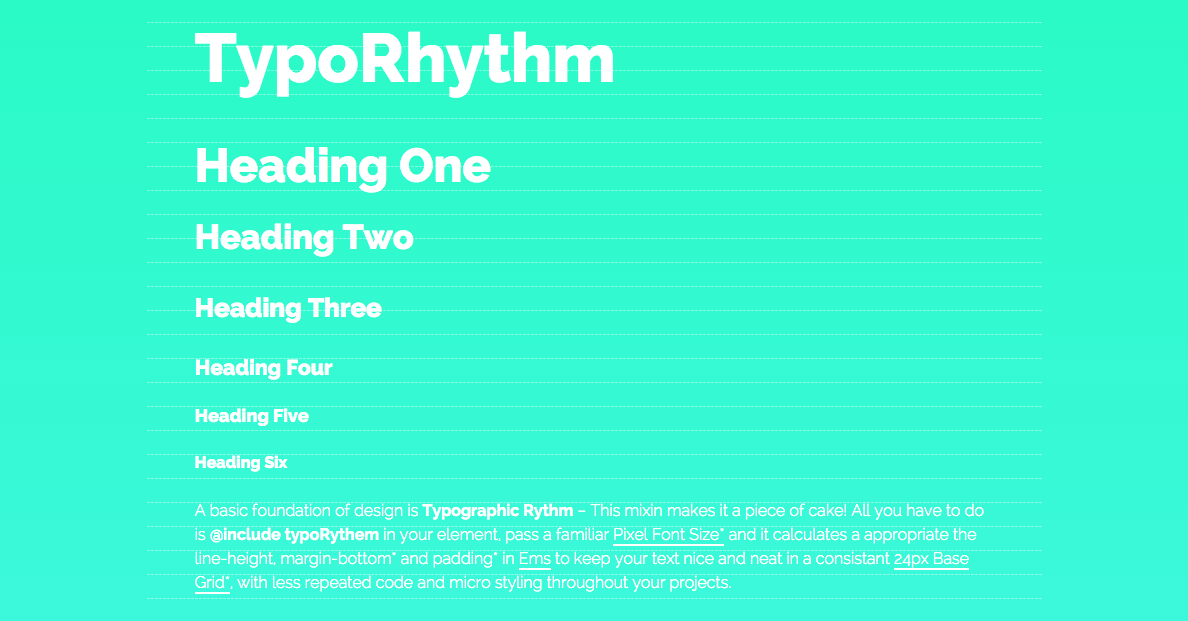 TypoRhythm
Heading One
Heading Two
Heading Three
Heading Four
Heading Five
Heading Six
A basic foundation of design is Typographic Rythm – This mixin makes it a piece of cake! All you have to do
is @include typoRythem in your element, pass a familiar Pixel Font Size* and it calculates a appropriate the
line-height, margin-bottom* and padding* in Ems to keep your text nice and neat in a consistant 24px Base
Grid*, with less repeated code and micro styling throughout your projects.